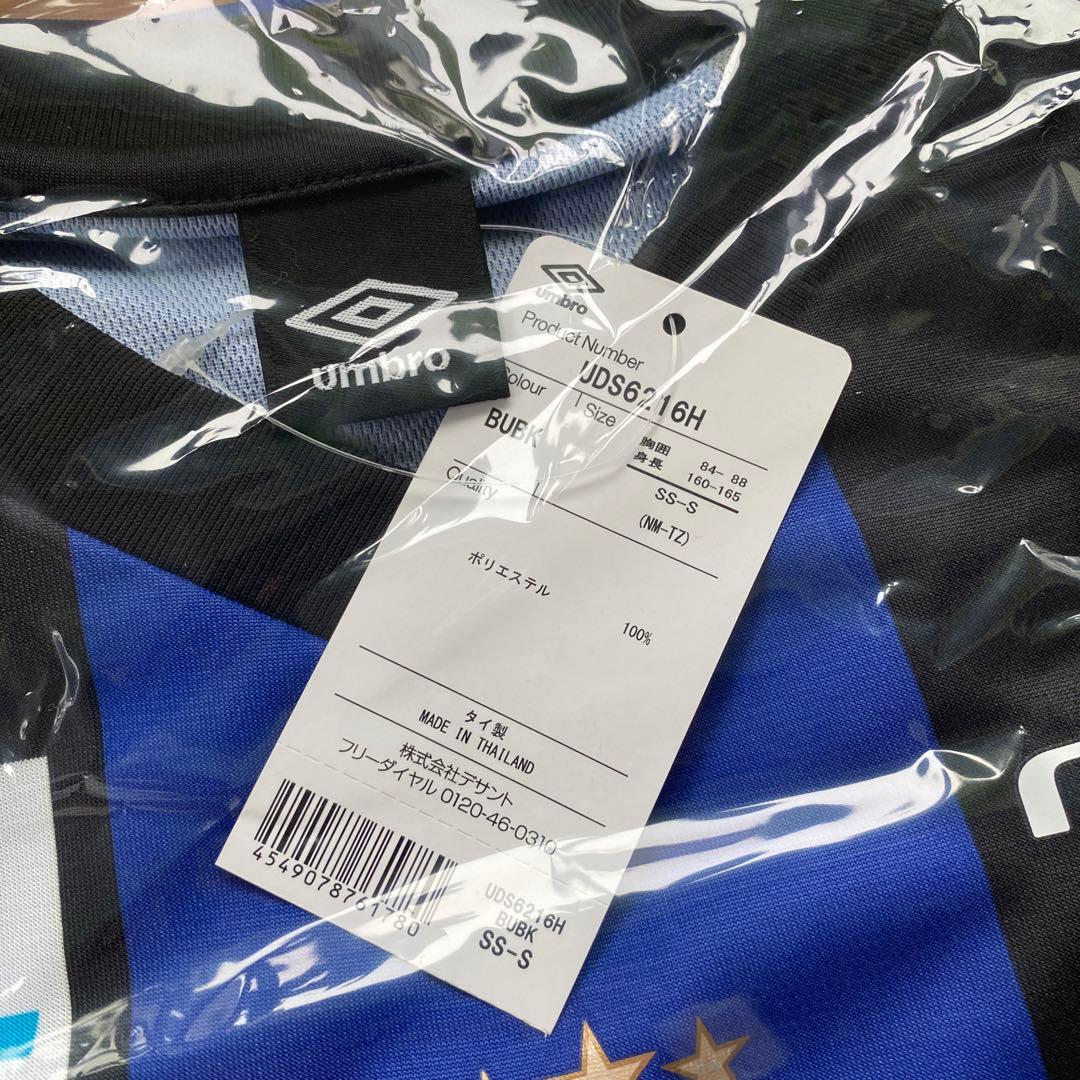 umbro
umbro
Product Number
UDS6216H
Colour
Size
BUBK
胸囲 84- 88
身長 160-165
SS-S
(NM-TZ)
Quality
ポリエステル
100%
タイ製
MADE IN THAILAND
株式会社デサント
フリーダイヤル 0120-46-0310
4549078761780
UDS6216H
BUBK
SS-S